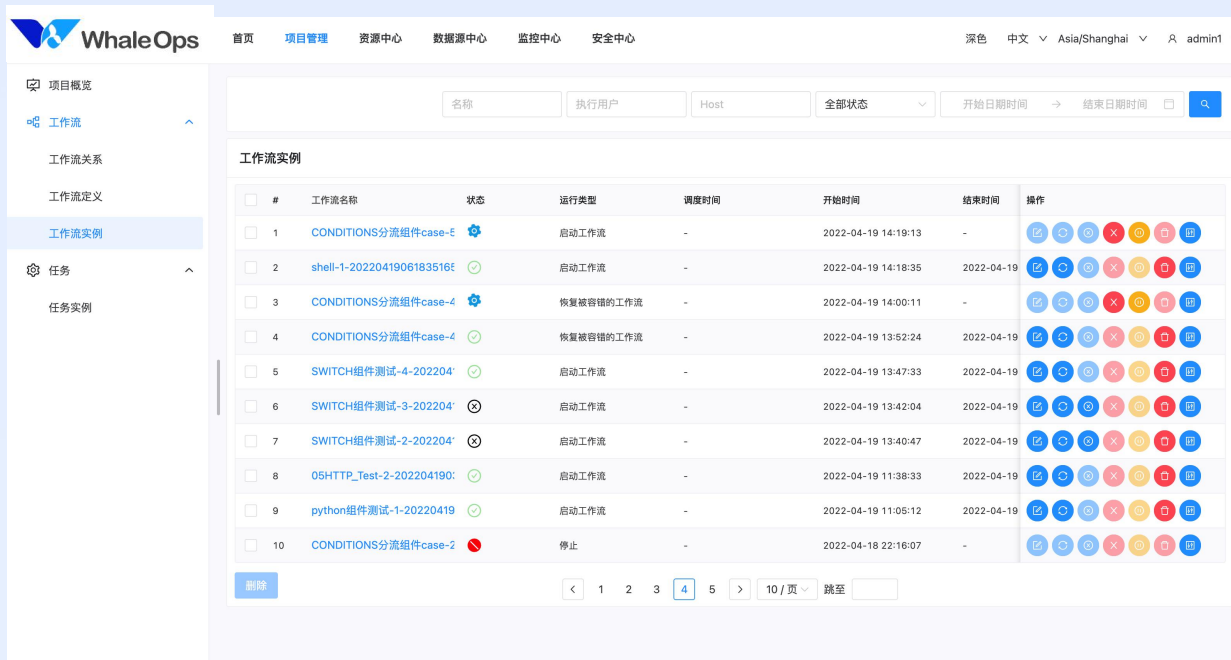 WhaleOps
首页 项目管理 资源中心 数据源中心 监控中心 安全中心 深色 中文 Asia/Shanghai admin1
项目概览
工作流
工作流关系
工作流定义
工作流实例
任务
任务实例
名称 执行用户 Host 全部状态 开始日期时间 → 结束日期时间
工作流实例
# 工作流名称 状态 运行类型 调度时间 开始时间 结束时间 操作
1 CONDITIONS分流组件case-5 启动工作流 - 2022-04-19 14:19:13 -
2 shell-1-20220419061835165 启动工作流 - 2022-04-19 14:18:35 2022-04-19
3 CONDITIONS分流组件case-4 恢复被容错的工作流 - 2022-04-19 14:00:11 -
4 CONDITIONS分流组件case-4 恢复被容错的工作流 - 2022-04-19 13:52:24 2022-04-19
5 SWITCH组件测试-4-202204 启动工作流 - 2022-04-19 13:47:33 2022-04-19
6 SWITCH组件测试-3-202204 启动工作流 - 2022-04-19 13:42:04 2022-04-19
7 SWITCH组件测试-2-202204 启动工作流 - 2022-04-19 13:40:47 2022-04-19
8 05HTTP_Test-2-202204190 启动工作流 - 2022-04-19 11:38:33 2022-04-19
9 python组件测试-1-20220419 启动工作流 - 2022-04-19 11:05:12 2022-04-19
10 CONDITIONS分流组件case-2 停止 - 2022-04-18 22:16:07 -
删除 < 1 2 3 4 5 > 10 / 页 跳至